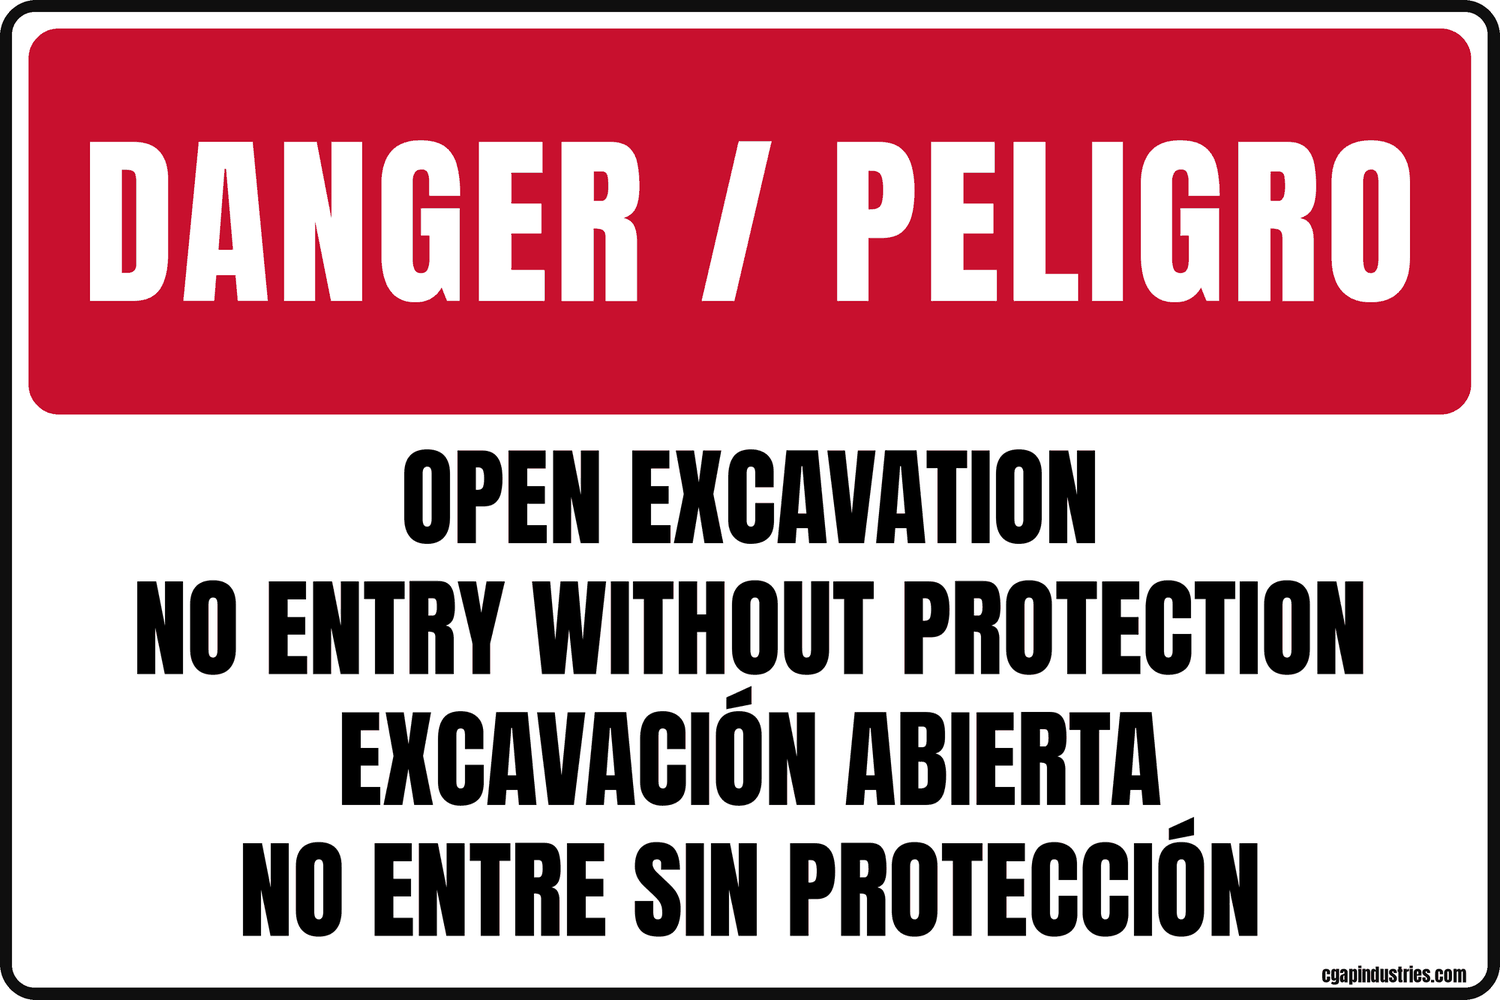 DANGER / PELIGRO
OPEN EXCAVATION
NO ENTRY WITHOUT PROTECTION
EXCAVACIÓN ABIERTA
NO ENTRE SIN PROTECCIÓN
cgapindustries.com